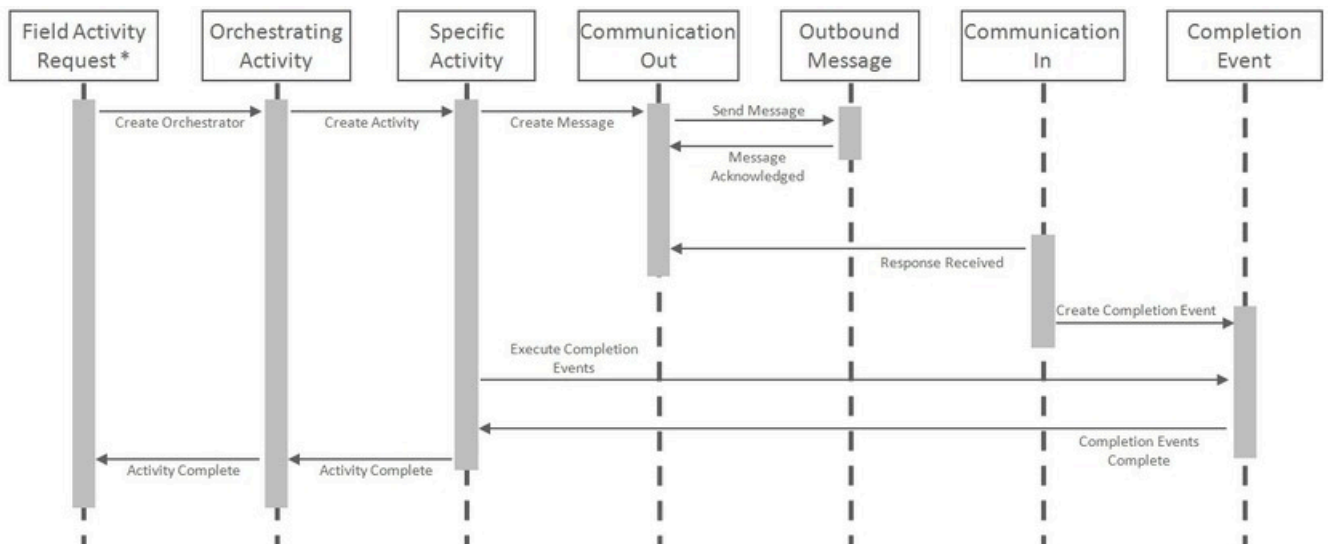 Field Activity
Request *
Orchestrating
Activity
Specific
Activity
Communication
Out
Outbound
Message
Communication
In
Completion
Event
Create Orchestrator
Create Activity
Create Message
Send Message
Message
Acknowledged
Response Received
Create Completion Event
Execute Completion
Events
Completion Events
Complete
Activity Complete
Activity Complete